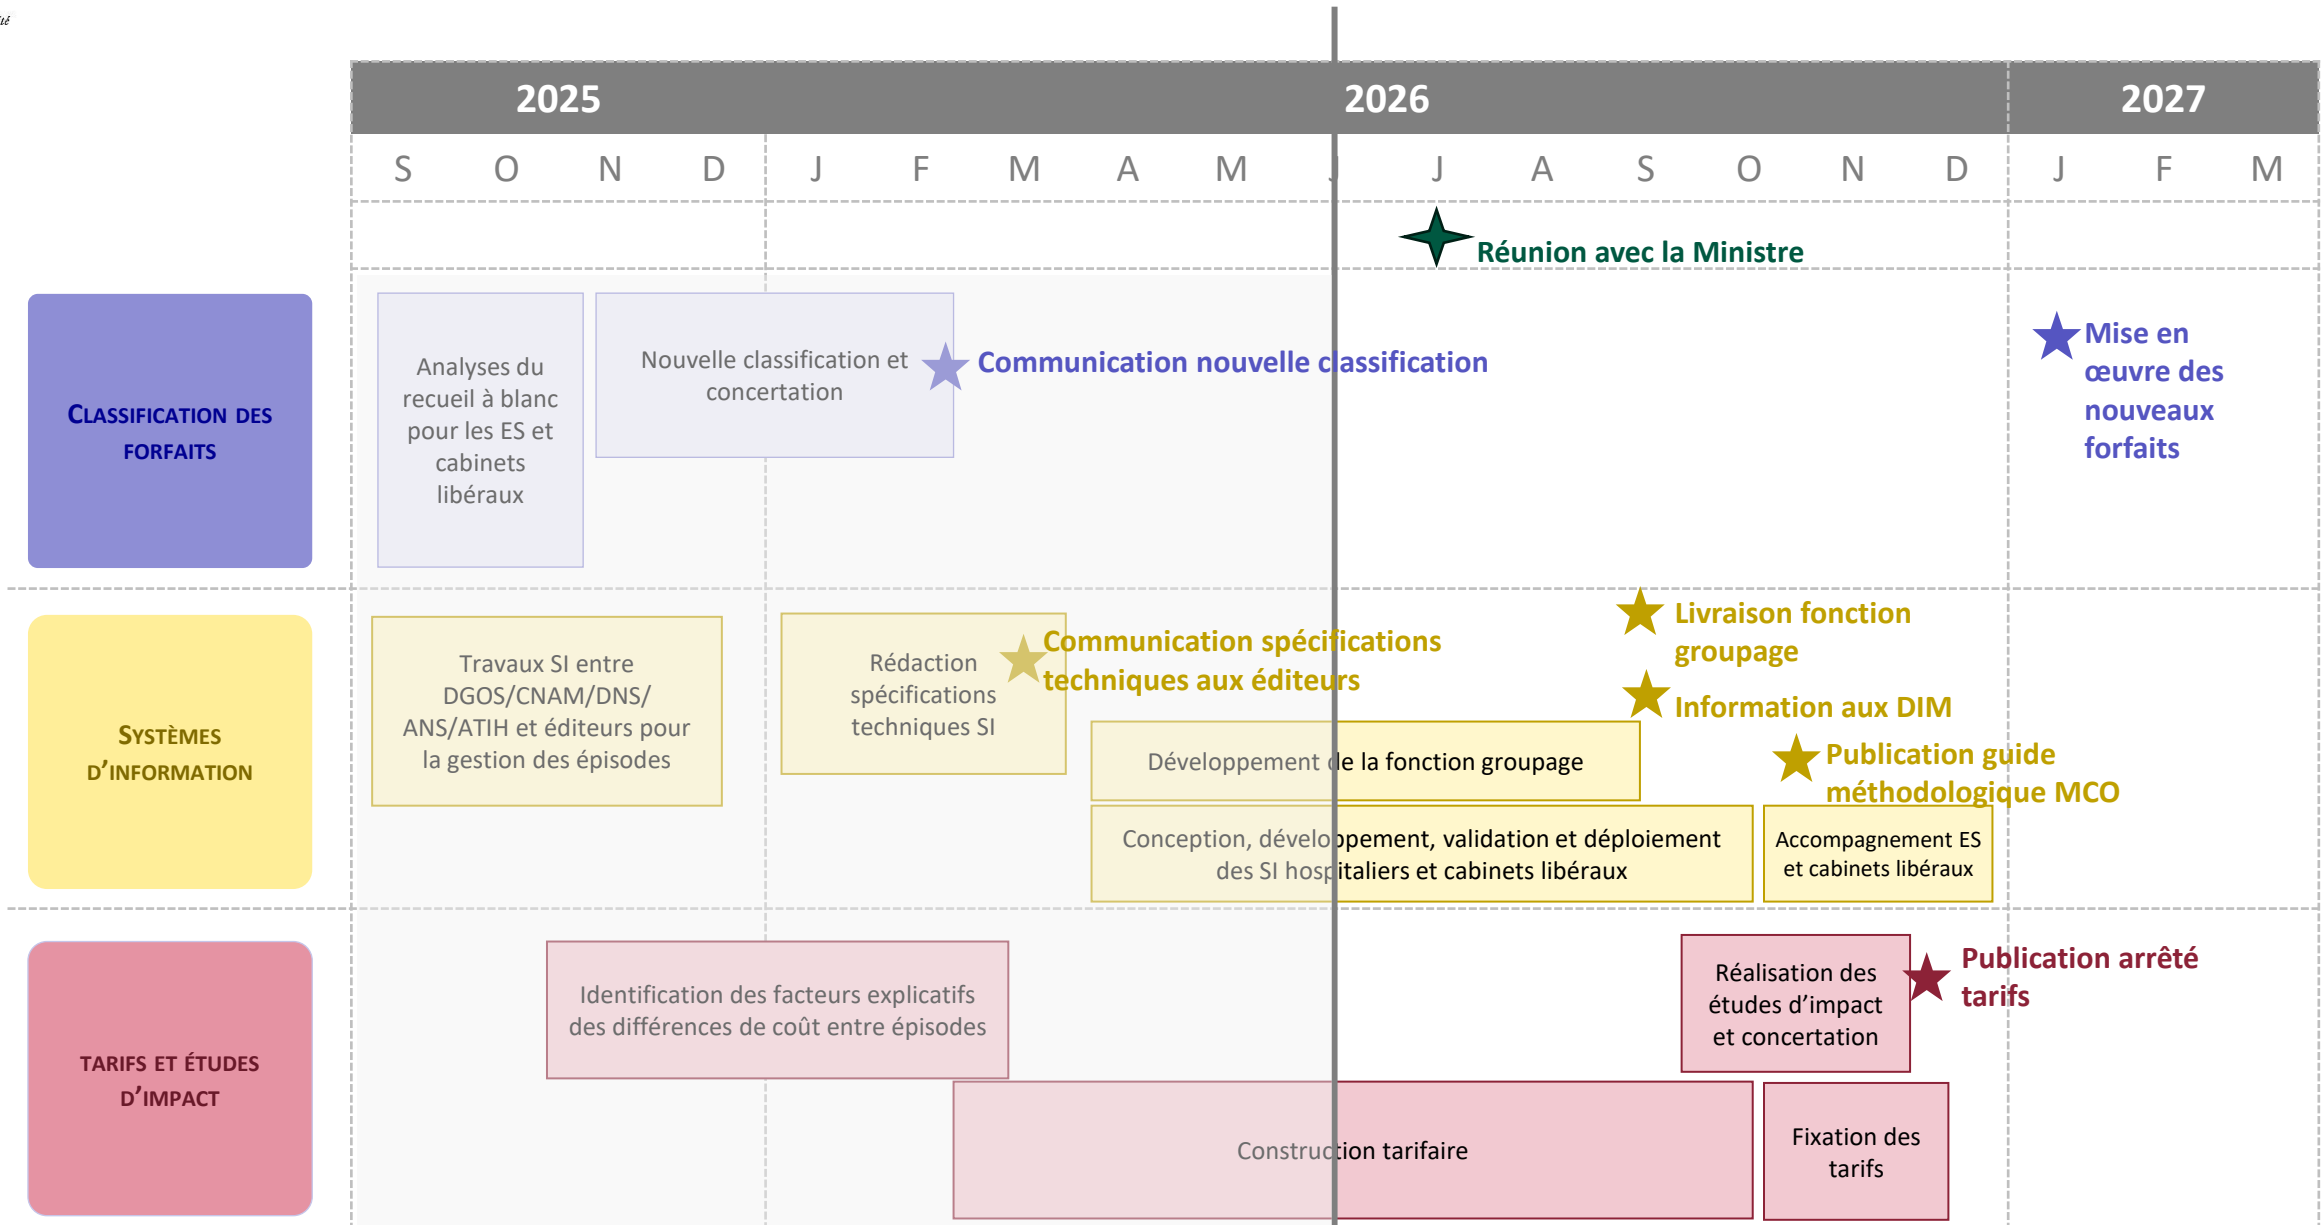 2025
2026
2027
S O N D J F M A M J J A S O N D J F M
Réunion avec la Ministre
CLASSIFICATION DES
FORFAITS
Analyses du
recueil à blanc
pour les ES et
cabinets
libéraux
Nouvelle classification et
concertation
Communication nouvelle classification
Mise en
œuvre des
nouveaux
forfaits
SYSTÈMES
D'INFORMATION
Travaux SI entre
DGOS/CNAM/DNS/
ANS/ATIH et éditeurs pour
la gestion des épisodes
Rédaction
spécifications
techniques SI
Communication spécifications
techniques aux éditeurs
Livraison fonction
groupage
Information aux DIM
Développement de la fonction groupage
Publication guide
méthodologique MCO
Conception, développement, validation et déploiement
des SI hospitaliers et cabinets libéraux
Accompagnement ES
et cabinets libéraux
TARIFS ET ÉTUDES
D'IMPACT
Identification des facteurs explicatifs
des différences de coût entre épisodes
Réalisation des
études d'impact
et concertation
Publication arrêté
tarifs
Construction tarifaire
Fixation des
tarifs